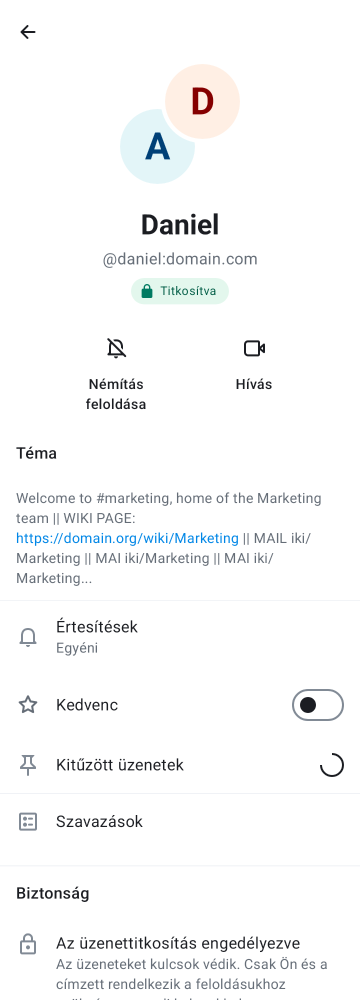 D
A
Daniel
@daniel:domain.com
Titkosítva
Némítás
feloldása
Hívás
Téma
Welcome to #marketing, home of the Marketing
team || WIKI PAGE:
https://domain.org/wiki/Marketing || MAIL iki/
Marketing || MAI iki/Marketing || MAI iki/
Marketing...
Értesítések
Egyéni
Kedvenc
Kitűzött üzenetek
Szavazások
Biztonság
Az üzenettitkosítás engedélyezve
Az üzeneteket kulcsok védik. Csak Ön és a
címzett rendelkezik a feloldásukhoz